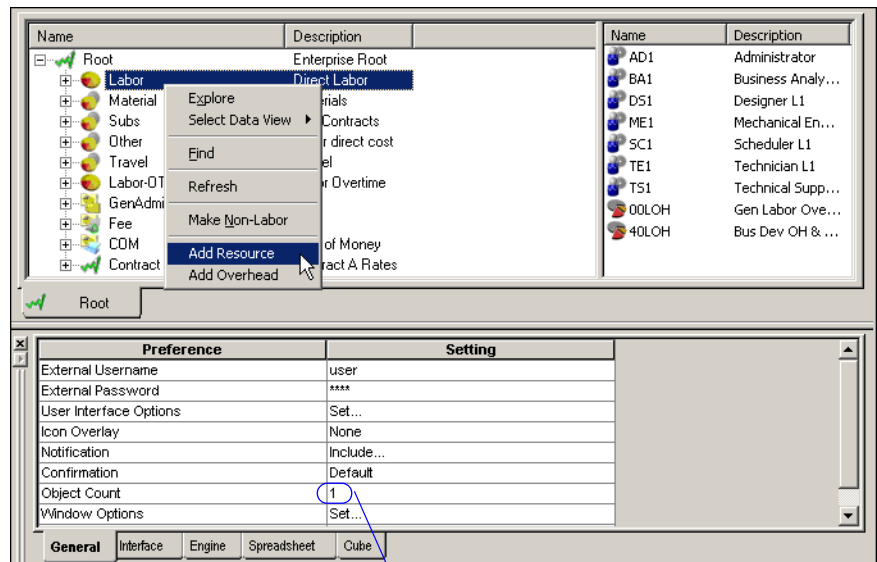 Name Description
Root Enterprise Root
Labor Direct Labor
Material rials
Subs Contracts
Other r direct cost
Travel el
Labor-OT r Overtime
GenAdmi
Fee
COM of Money
Contract ract A Rates
Explore
Select Data View
Find
Refresh
Make Non-Labor
Add Resource
Add Overhead
Name Description
AD1 Administrator
BA1 Business Analy...
DS1 Designer L1
ME1 Mechanical En...
SC1 Scheduler L1
TE1 Technician L1
TS1 Technical Supp...
00LOH Gen Labor Ove...
40LOH Bus Dev OH & ...
Root
Preference Setting
External Username user
External Password ****
User Interface Options Set...
Icon Overlay None
Notification Include...
Confirmation Default
Object Count 1
Window Options Set...
General Interface Engine Spreadsheet Cube